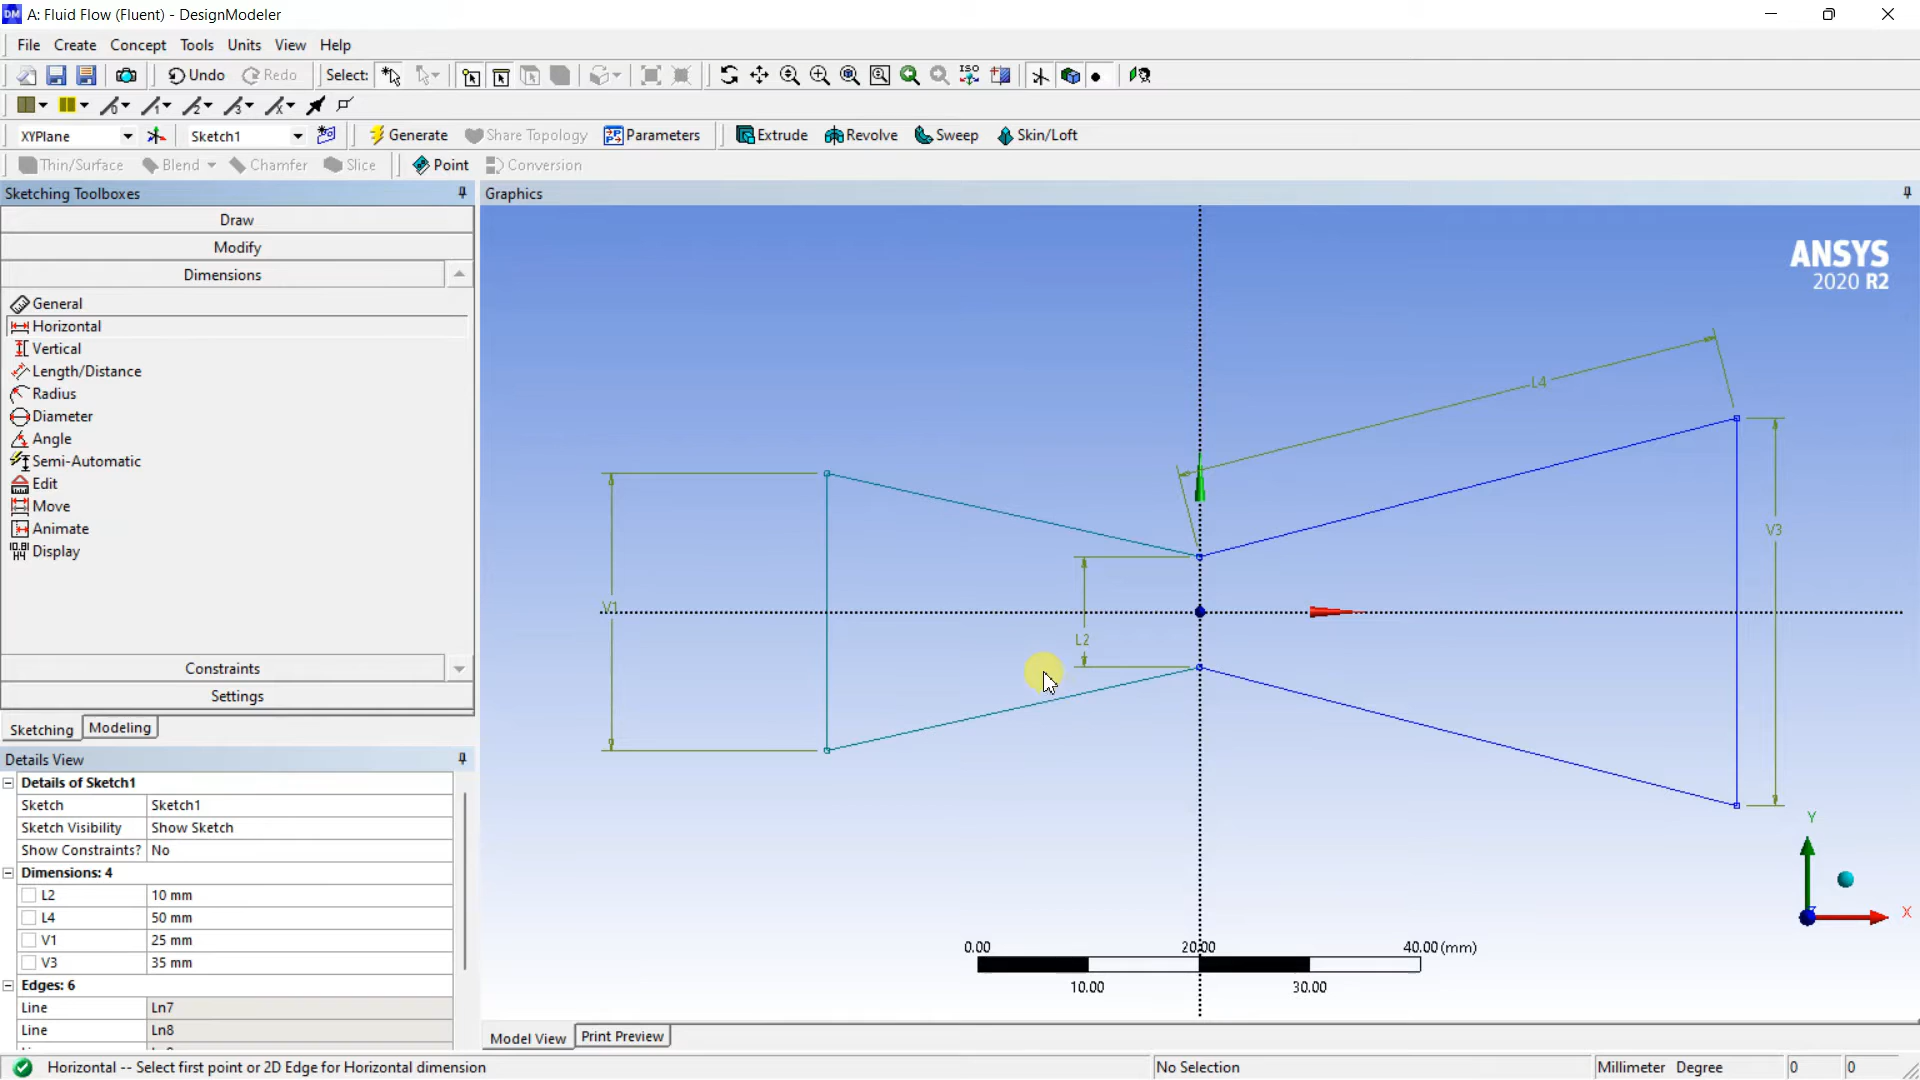 DM A: Fluid Flow (Fluent) - DesignModeler
File Create Concept Tools Units View Help
Undo Redo Select: ISO
XYPlane Sketch1 Generate Share Topology Parameters Extrude Revolve Sweep Skin/Loft
Thin/Surface Blend Chamfer Slice Point Conversion
Sketching Toolboxes
Draw
Modify
Dimensions
General
Horizontal
Vertical
Length/Distance
Radius
Diameter
Angle
Semi-Automatic
Edit
Move
Animate
Display
Constraints
Settings
Sketching Modeling
Details View
Details of Sketch1
Sketch Sketch1
Sketch Visibility Show Sketch
Show Constraints? No
Dimensions: 4
L2 10 mm
L4 50 mm
V1 25 mm
V3 35 mm
Edges: 6
Line Ln7
Line Ln8
Graphics
ANSYS
2020 R2
L4
V3
V1
L2
Y
X
0.00 20.00 40.00 (mm)
10.00 30.00
Model View Print Preview
Horizontal -- Select first point or 2D Edge for Horizontal dimension
No Selection
Millimeter Degree 0 0